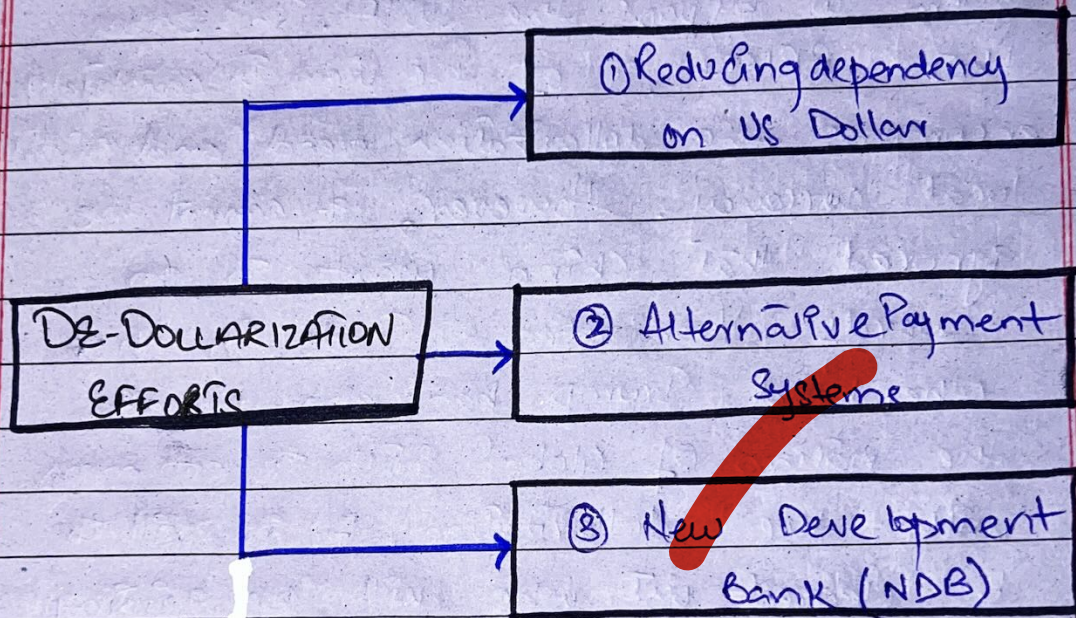 ① Reducing dependency
on US Dollar
DE-DOLLARIZATION
EFFORTS
② Alternative Payment
Systems
③ New Development
Bank (NDB)